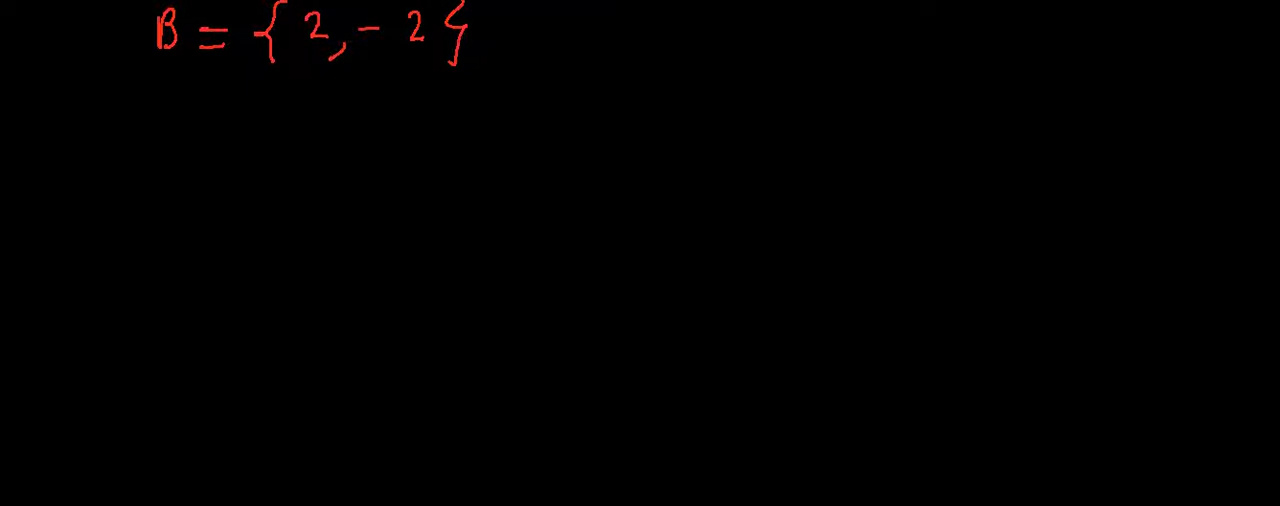 B = { 2, - 2 }